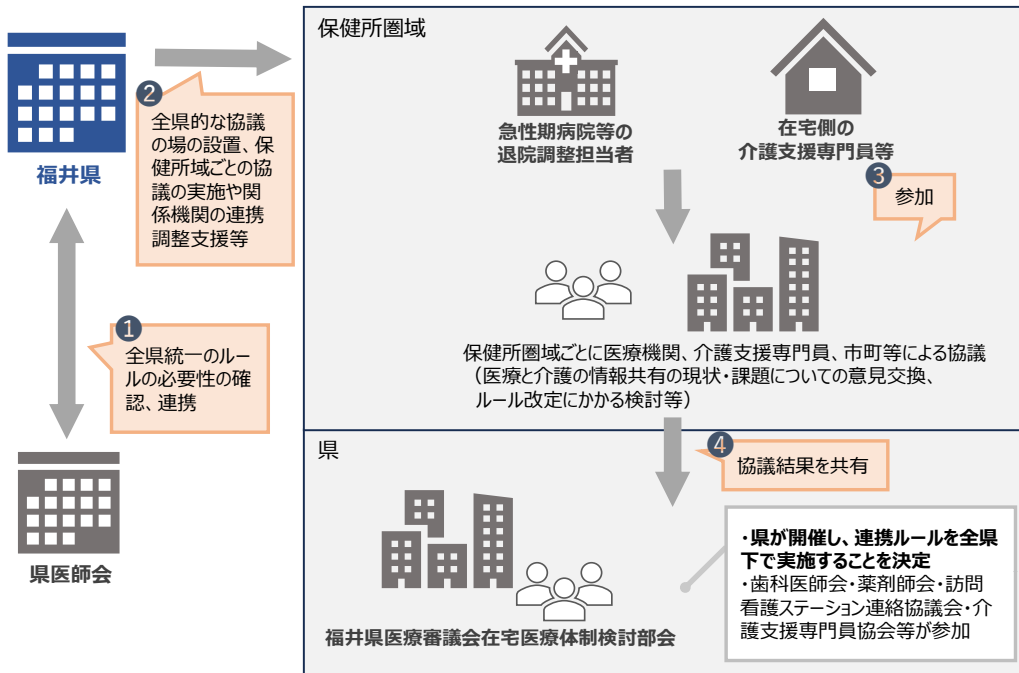 福井県
❷
全県的な協議
の場の設置、保
健所域ごとの協
議の実施や関
係機関の連携
調整支援等
❶
全県統一のルー
ルの必要性の確
認、連携
県医師会
保健所圏域
急性期病院等の
退院調整担当者
在宅側の
介護支援専門員等
❸
参加
保健所圏域ごとに医療機関、介護支援専門員、市町等による協議
（医療と介護の情報共有の現状・課題についての意見交換、
ルール改定にかかる検討等）
県
❹
協議結果を共有
・県が開催し、連携ルールを全県
下で実施することを決定
・歯科医師会・薬剤師会・訪問
看護ステーション連絡協議会・介
護支援専門員協会等が参加
福井県医療審議会在宅医療体制検討部会